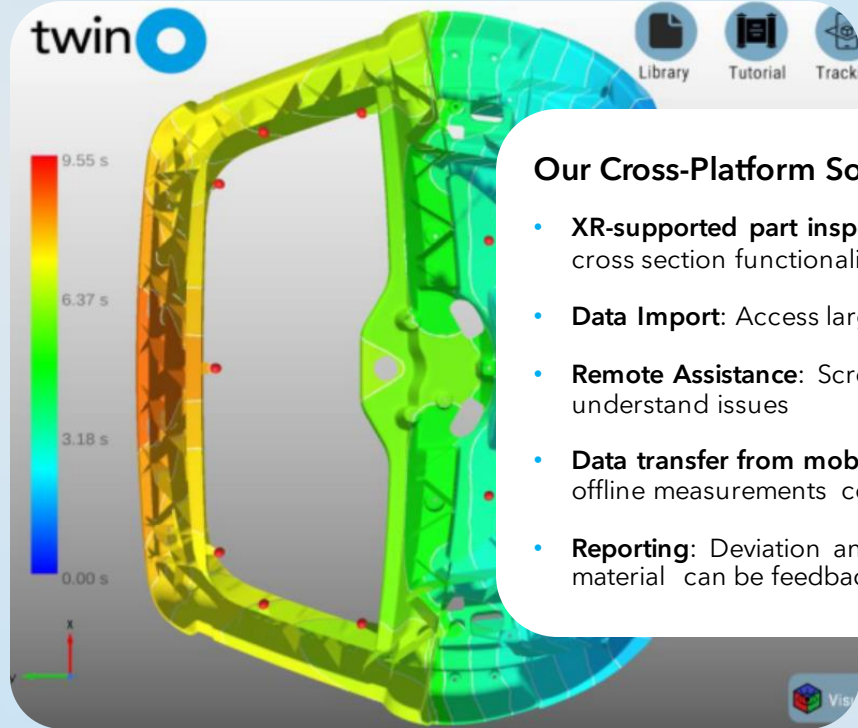 twin
Library Tutorial Track
9.55 s
6.37 s
3.18 s
0.00 s
x
y
Our Cross-Platform So
XR-supported part insp
cross section functionali
Data Import: Access larg
Remote Assistance: Scre
understand issues
Data transfer from mob
offline measurements co
Reporting: Deviation an
material can be feedbac
Vis